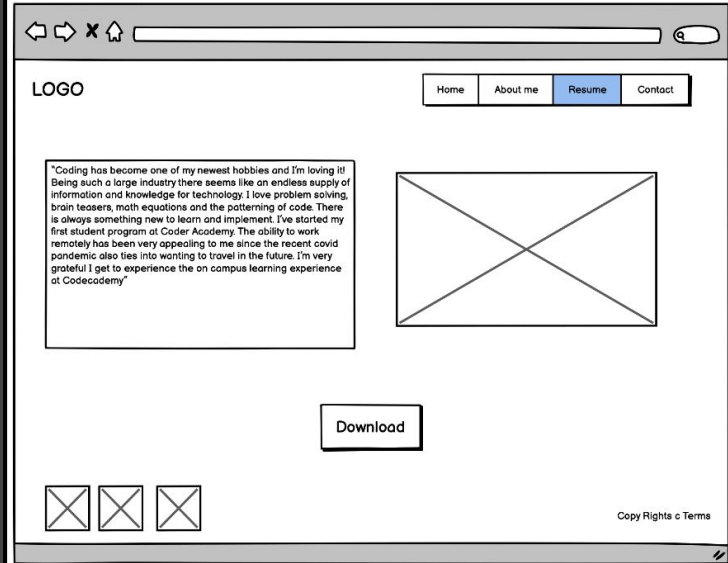 LOGO
Home
About me
Resume
Contact
"Coding has become one of my newest hobbies and I'm loving it!
Being such a large industry there seems like an endless supply of
information and knowledge for technology. I love problem solving,
brain teasers, math equations and the patterning of code. There
is always something new to learn and implement. I've started my
first student program at Coder Academy. The ability to work
remotely has been very appealing to me since the recent covid
pandemic also ties into wanting to travel in the future. I'm very
grateful I get to experience the on campus learning experience
at Codecademy"
Download
Copy Rights c Terms